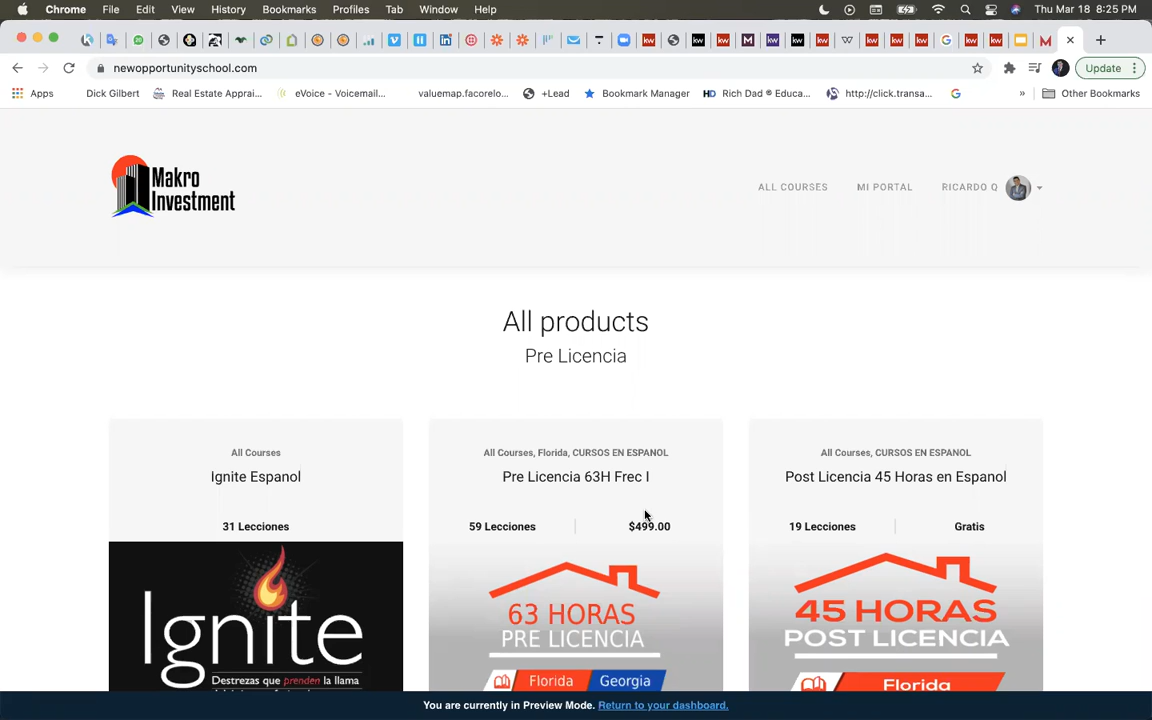 Chrome File Edit View History Bookmarks Profiles Tab Window Help Thu Mar 18 8:25 PM
newopportunityschool.com Update
Apps Dick Gilbert Real Estate Apprai... eVoice - Voicemail... valuemap.facorelo... +Lead Bookmark Manager Rich Dad ® Educa... http://click.transa... » Other Bookmarks
Makro
Investment
ALL COURSES MI PORTAL RICARDO Q
All products
Pre Licencia
All Courses
Ignite Espanol
31 Lecciones
Ignite
Destrezas que prenden la llama
All Courses, Florida, CURSOS EN ESPANOL
Pre Licencia 63H Frec I
59 Lecciones $499.00
63 HORAS
PRE LICENCIA
Florida Georgia
All Courses, CURSOS EN ESPANOL
Post Licencia 45 Horas en Espanol
19 Lecciones Gratis
45 HORAS
POST LICENCIA
Florida
You are currently in Preview Mode. Return to your dashboard.